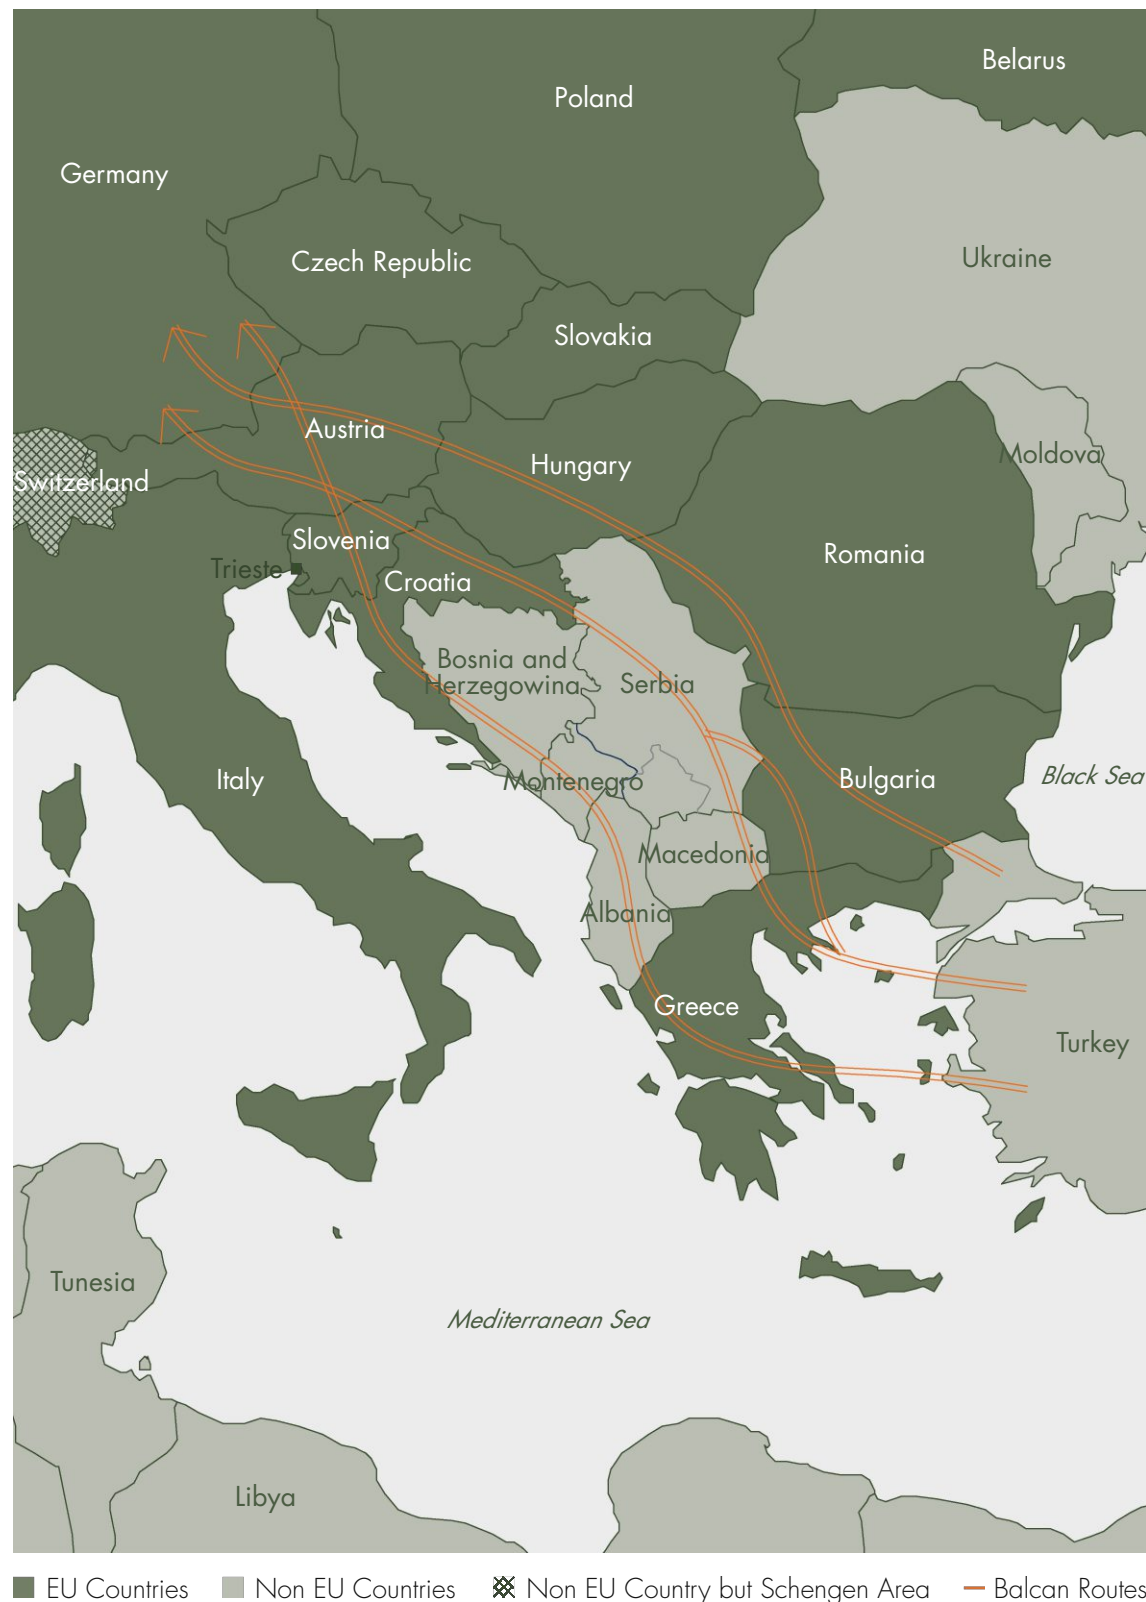 Belarus
Poland
Germany
Ukraine
Czech Republic
Slovakia
Austria
Moldova
Hungary
Switzerland
Slovenia
Romania
Trieste
Croatia
Bosnia and
Herzegowina
Serbia
Italy
Montenegro
Bulgaria
Black Sea
Macedonia
Albania
Greece
Turkey
Tunesia
Mediterranean Sea
Libya
EU Countries
Non EU Countries
Non EU Country but Schengen Area
Balcan Routes